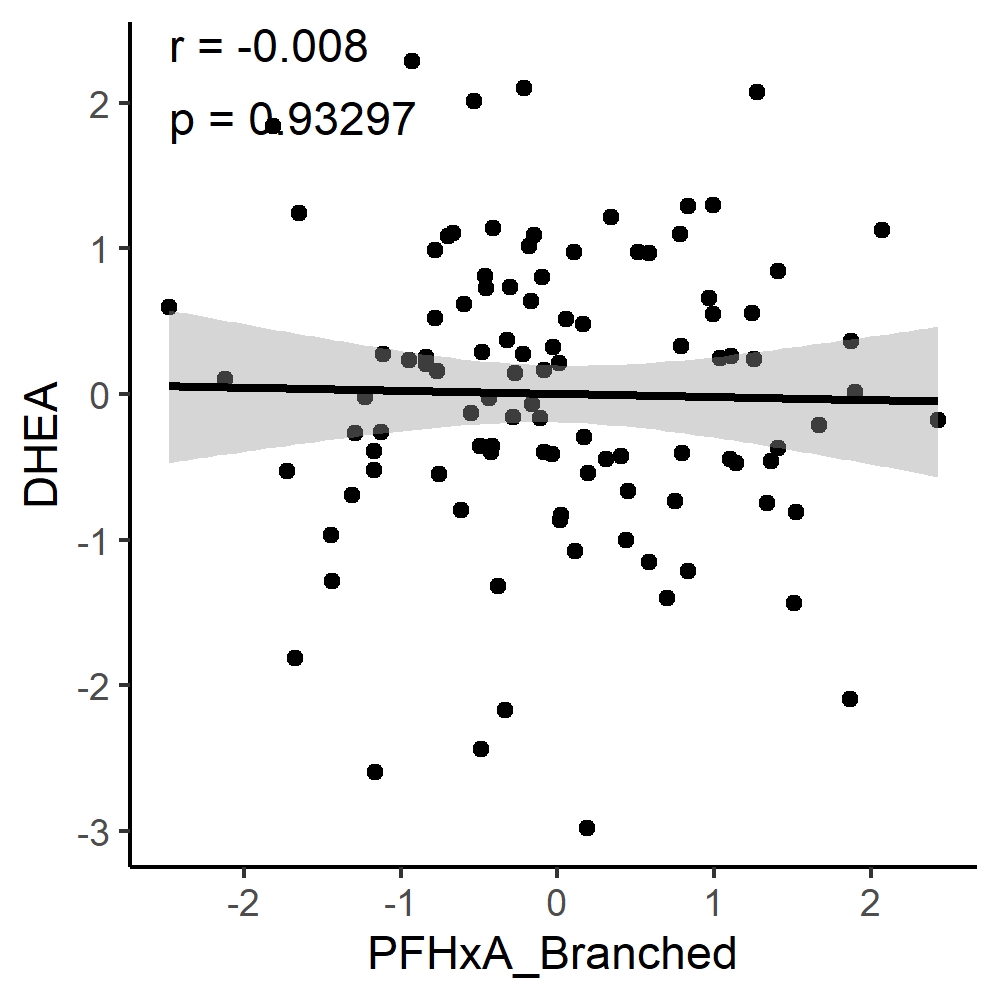 r = -0.008
p = 0.93297
2
1
0
-1
-2
-3
DHEA
-2
-1
0
1
2
PFHxA_Branched